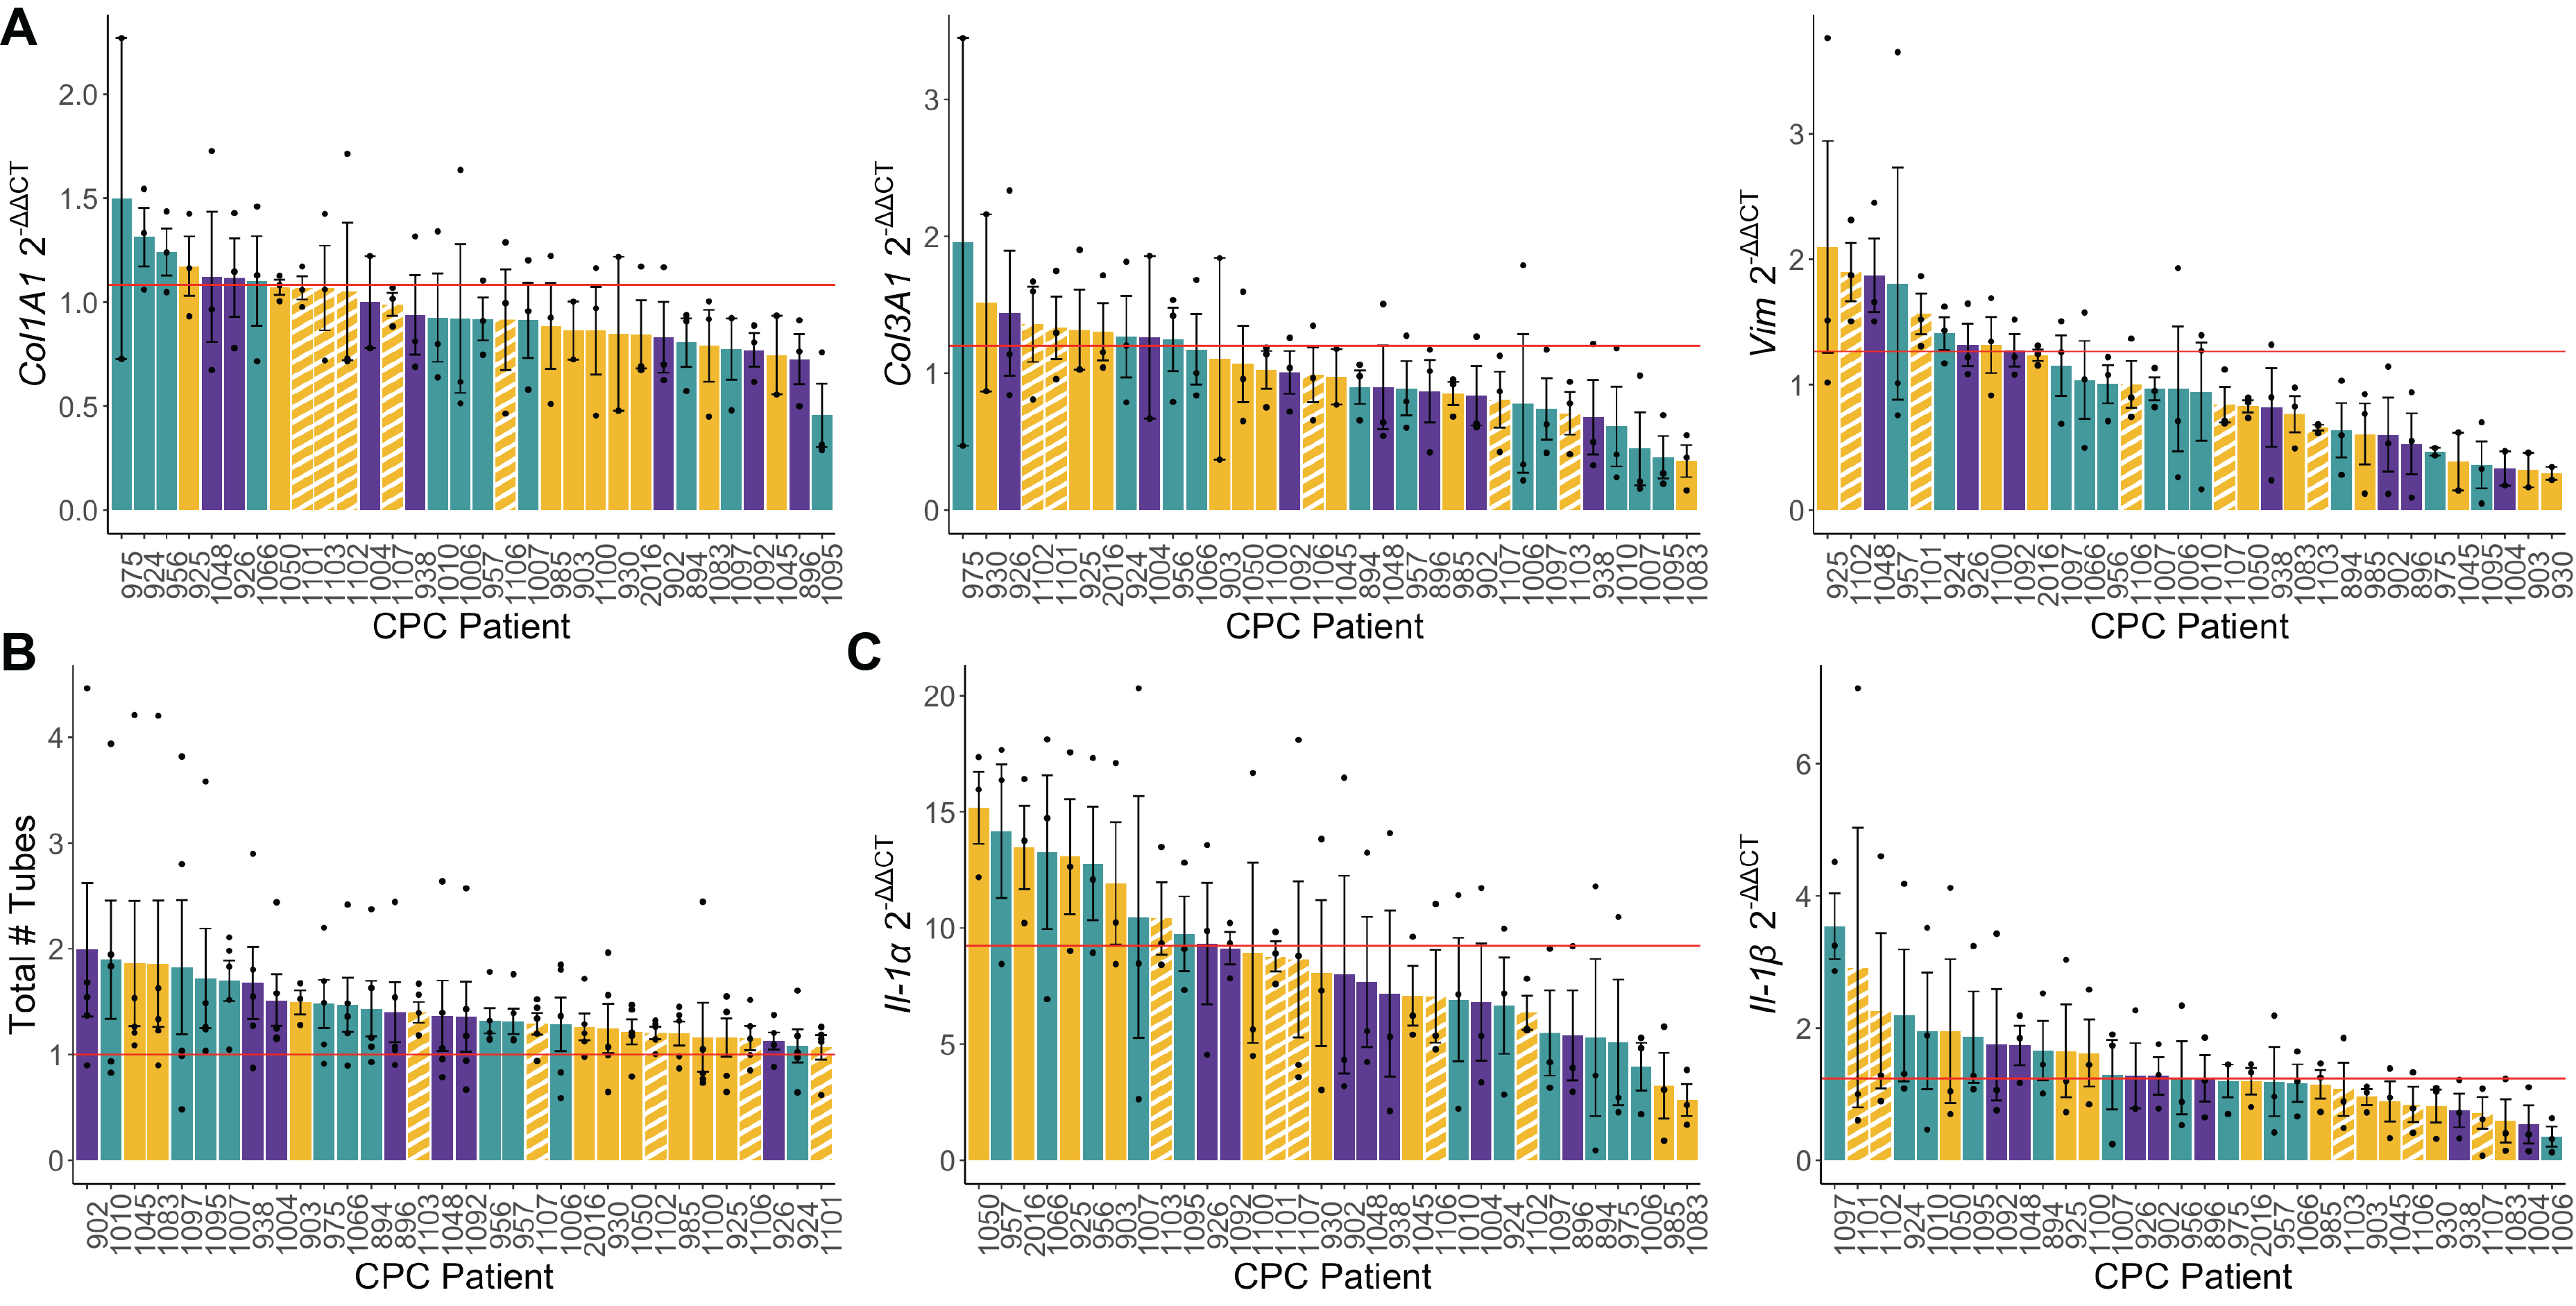 A
Col1A1 2-ΔΔCT
2.0
1.5
1.0
0.5
0.0
975 924 956 925 1048 926 1066 1050 1101 1103 1102 1004 1107 938 1010 1006 957 1106 1007 985 903 1100 930 2016 902 894 1083 1097 1092 1045 896 1095
CPC Patient
Col3A1 2-ΔΔCT
3
2
1
0
975 930 926 1102 1101 925 2016 924 1004 956 1066 903 1050 1100 1092 1106 1045 894 1048 957 896 985 902 1107 1006 1097 1103 938 1010 1007 1095 1083
CPC Patient
Vim 2-ΔΔCT
3
2
1
0
925 1102 1048 957 1101 924 926 1100 1092 2016 1097 1066 956 1106 1007 1006 1010 1107 1050 938 1083 1103 894 985 902 896 975 1045 1095 1004 903 930
CPC Patient
B
Total # Tubes
4
3
2
1
0
902 1010 1045 1083 1097 1095 1007 938 1004 903 975 1066 894 896 1103 1048 1092 956 957 1107 1006 2016 930 1050 1102 985 1100 925 1106 926 924 1101
CPC Patient
C
Il-1α 2-ΔΔCT
20
15
10
5
0
1050 957 2016 1066 925 956 903 1007 1103 1095 926 1092 1100 1101 1107 930 902 1048 938 1045 1106 1010 1004 924 1102 1097 896 894 975 1006 985 1083
CPC Patient
Il-1β 2-ΔΔCT
6
4
2
0
1097 1101 1102 924 1010 1050 1095 1092 1048 894 925 1100 1007 926 902 956 896 975 2016 957 1066 985 1103 903 1045 1106 930 938 1107 1083 1004 1006
CPC Patient